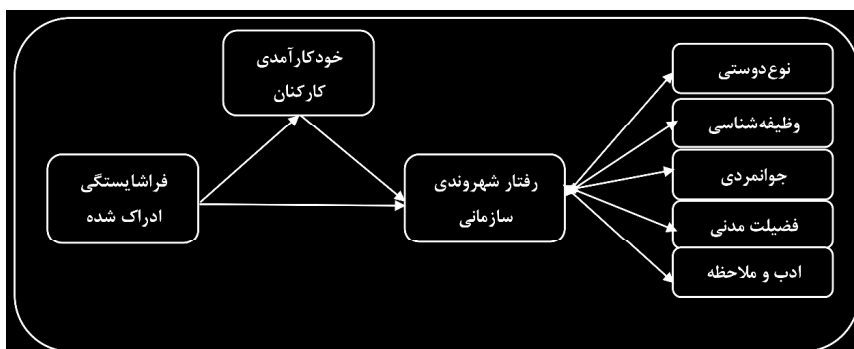 خودکارآمدی
کارکنان
فراشایستگی
ادراک شده
رفتار شهروندی
سازمانی
نوع‌دوستی
وظیفه‌شناسی
جوانمردی
فضیلت مدنی
ادب و ملاحظه